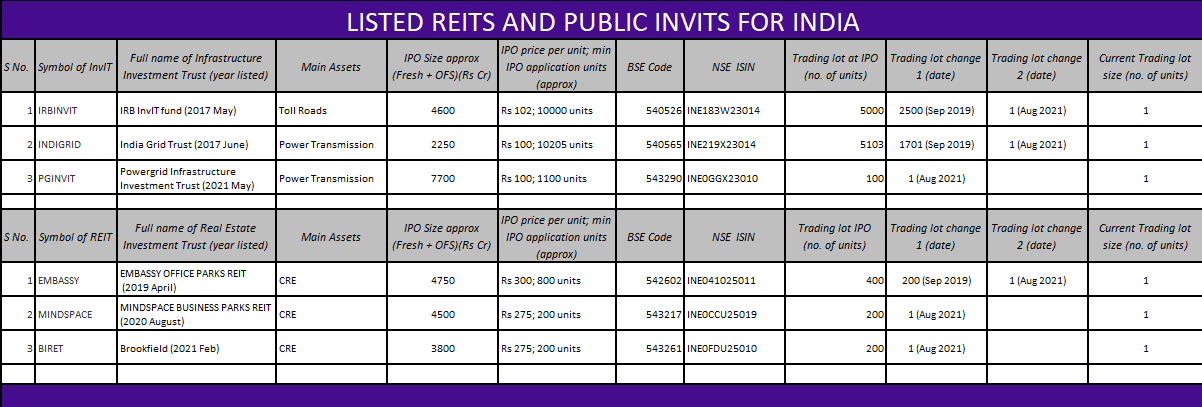 LISTED REITS AND PUBLIC INVITS FOR INDIA
S No. Symbol of InvIT Full name of Infrastructure Investment Trust (year listed) Main Assets IPO Size approx (Fresh + OFS)(Rs Cr) IPO price per unit; min IPO application units (approx) BSE Code NSE ISIN Trading lot at IPO (no. of units) Trading lot change 1 (date) Trading lot change 2 (date) Current Trading lot size (no. of units)
1 IRBINVIT IRB InvIT fund (2017 May) Toll Roads 4600 Rs 102; 10000 units 540526 INE183W23014 5000 2500 (Sep 2019) 1 (Aug 2021) 1
2 INDIGRID India Grid Trust (2017 June) Power Transmission 2250 Rs 100; 10205 units 540565 INE219X23014 5103 1701 (Sep 2019) 1 (Aug 2021) 1
3 PGINVIT Powergrid Infrastructure Investment Trust (2021 May) Power Transmission 7700 Rs 100; 1100 units 543290 INE0GGX23010 100 1 (Aug 2021) 1
S No. Symbol of REIT Full name of Real Estate Investment Trust (year listed) Main Assets IPO Size approx (Fresh + OFS)(Rs Cr) IPO price per unit; min IPO application units (approx) BSE Code NSE ISIN Trading lot IPO (no. of units) Trading lot change 1 (date) Trading lot change 2 (date) Current Trading lot size (no. of units)
1 EMBASSY EMBASSY OFFICE PARKS REIT (2019 April) CRE 4750 Rs 300; 800 units 542602 INE041025011 400 200 (Sep 2019) 1 (Aug 2021) 1
2 MINDSPACE MINDSPACE BUSINESS PARKS REIT (2020 August) CRE 4500 Rs 275; 200 units 543217 INE0CCU25019 200 1 (Aug 2021) 1
3 BIRET Brookfield (2021 Feb) CRE 3800 Rs 275; 200 units 543261 INE0FDU25010 200 1 (Aug 2021) 1